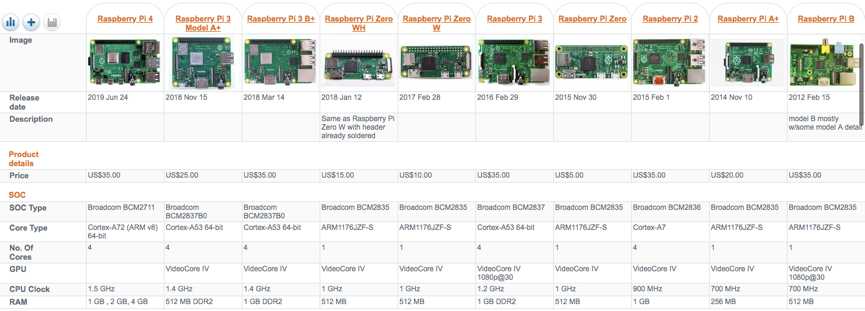 Raspberry Pi 4 Raspberry Pi 3 Model A+ Raspberry Pi 3 B+ Raspberry Pi Zero WH Raspberry Pi Zero W Raspberry Pi 3 Raspberry Pi Zero Raspberry Pi 2 Raspberry Pi A+ Raspberry Pi B
Image
Release date 2019 Jun 24 2018 Nov 15 2018 Mar 14 2018 Jan 12 2017 Feb 28 2016 Feb 29 2015 Nov 30 2015 Feb 1 2014 Nov 10 2012 Feb 15
Description Same as Raspberry Pi Zero W with header already soldered model B mostly w/some model A detail
Product details
Price US$35.00 US$25.00 US$35.00 US$15.00 US$10.00 US$35.00 US$5.00 US$35.00 US$20.00 US$35.00
SOC
SOC Type Broadcom BCM2711 Broadcom BCM2837B0 Broadcom BCM2837B0 Broadcom BCM2835 Broadcom BCM2835 Broadcom BCM2837 Broadcom BCM2835 Broadcom BCM2836 Broadcom BCM2835 Broadcom BCM2835
Core Type Cortex-A72 (ARM v8) 64-bit Cortex-A53 64-bit Cortex-A53 64-bit ARM1176JZF-S ARM1176JZF-S Cortex-A53 64-bit ARM1176JZF-S Cortex-A7 ARM1176JZF-S ARM1176JZF-S
No. Of Cores 4 4 4 1 1 4 1 4 1 1
GPU VideoCore IV VideoCore IV VideoCore IV VideoCore IV VideoCore IV 1080p@30 VideoCore IV VideoCore IV VideoCore IV VideoCore IV 1080p@30
CPU Clock 1.5 GHz 1.4 GHz 1.4 GHz 1 GHz 1 GHz 1.2 GHz 1 GHz 900 MHz 700 MHz 700 MHz
RAM 1 GB , 2 GB, 4 GB 512 MB DDR2 1 GB DDR2 512 MB 512 MB 1 GB DDR2 512 MB 1 GB 256 MB 512 MB